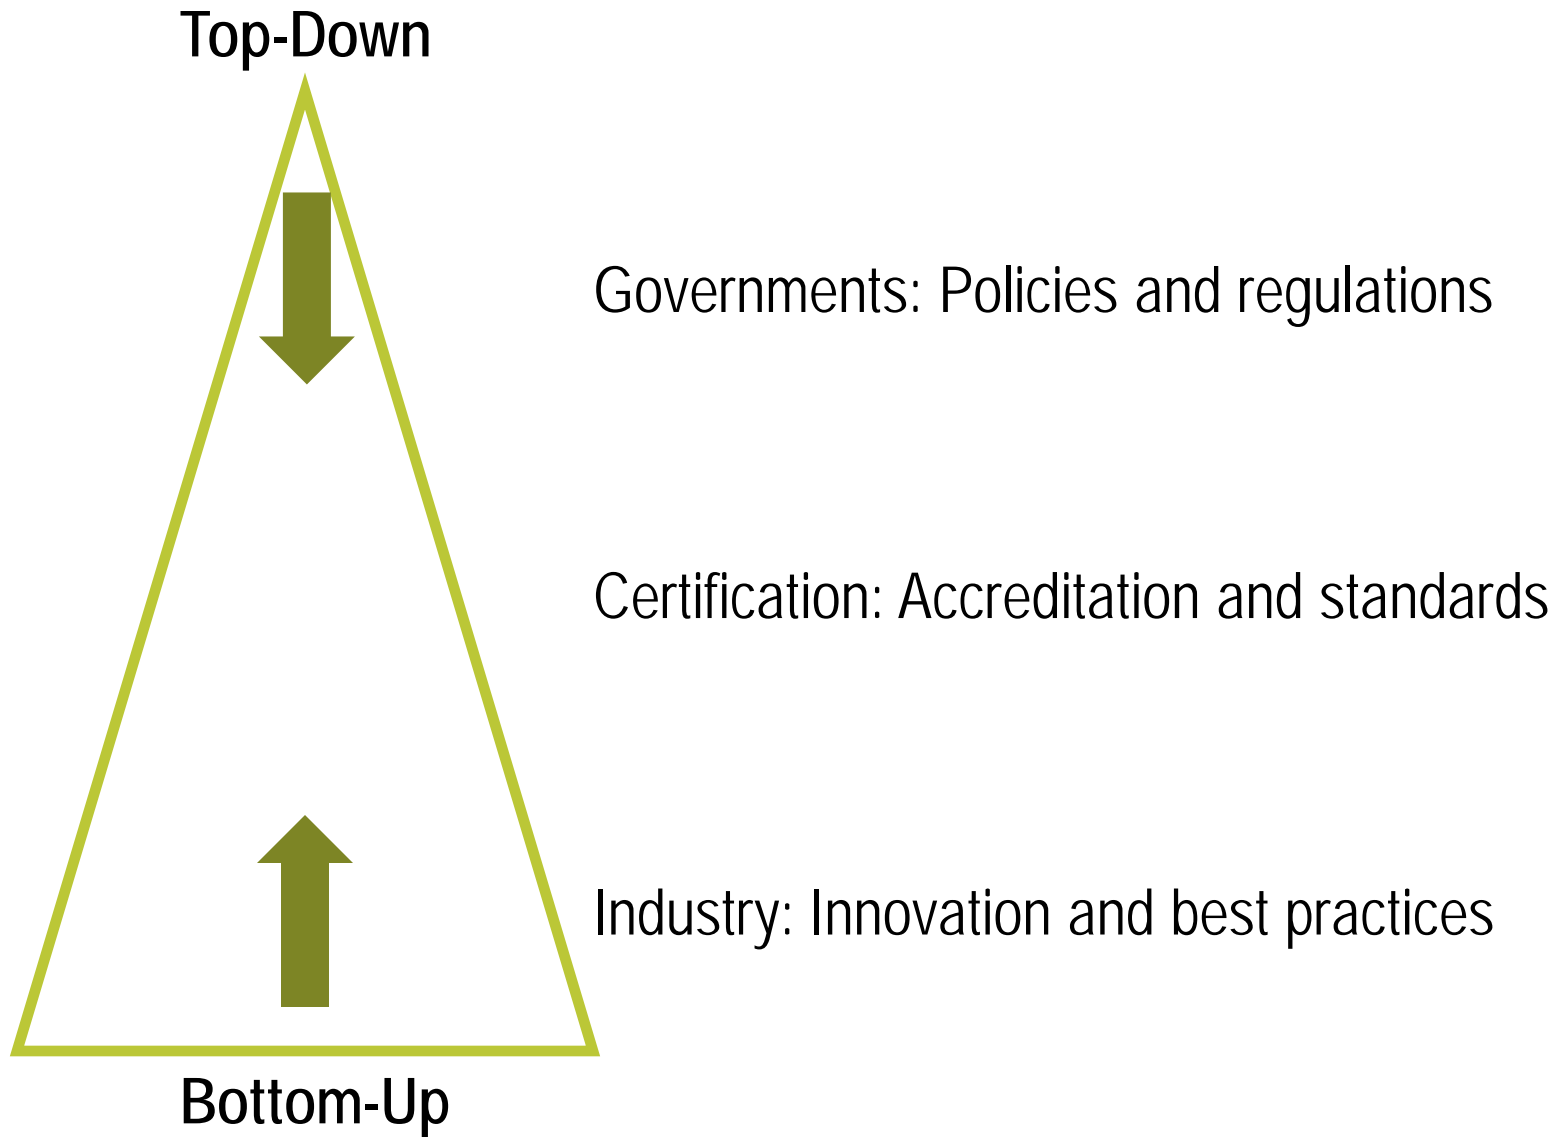 Top-Down
Governments: Policies and regulations
Certification: Accreditation and standards
Industry: Innovation and best practices
Bottom-Up